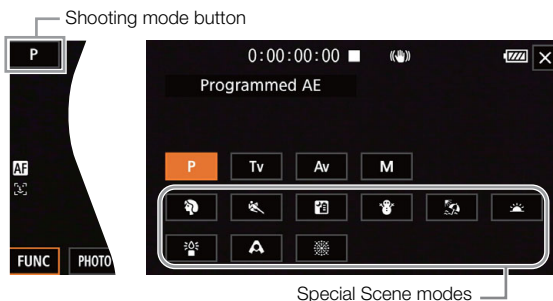 Shooting mode button
P
AF
FUNC
PHOTO
0:00:00:00
Programmed AE
P Tv Av M
Special Scene modes